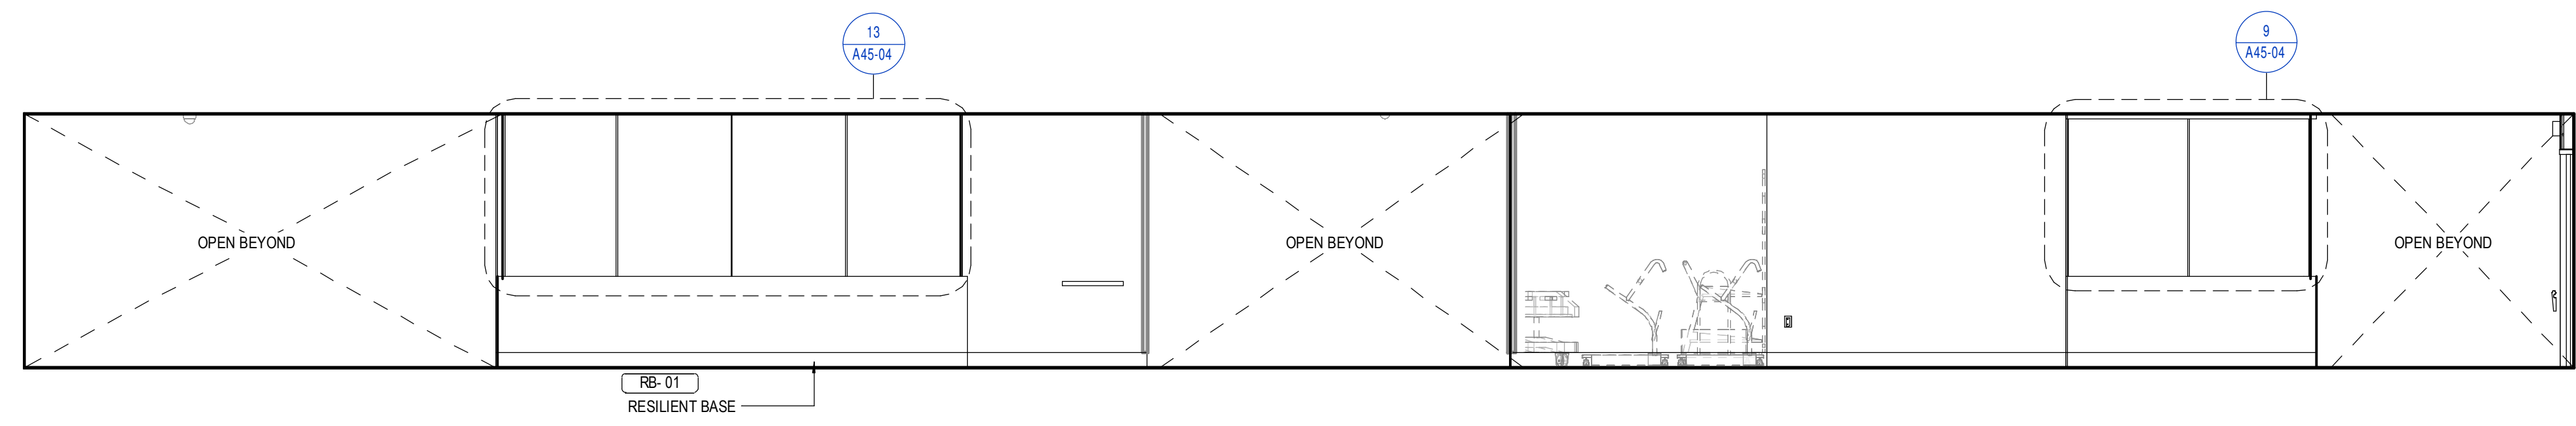 13
A45-04
9
A45-04
OPEN BEYOND
OPEN BEYOND
OPEN BEYOND
RB- 01
RESILIENT BASE